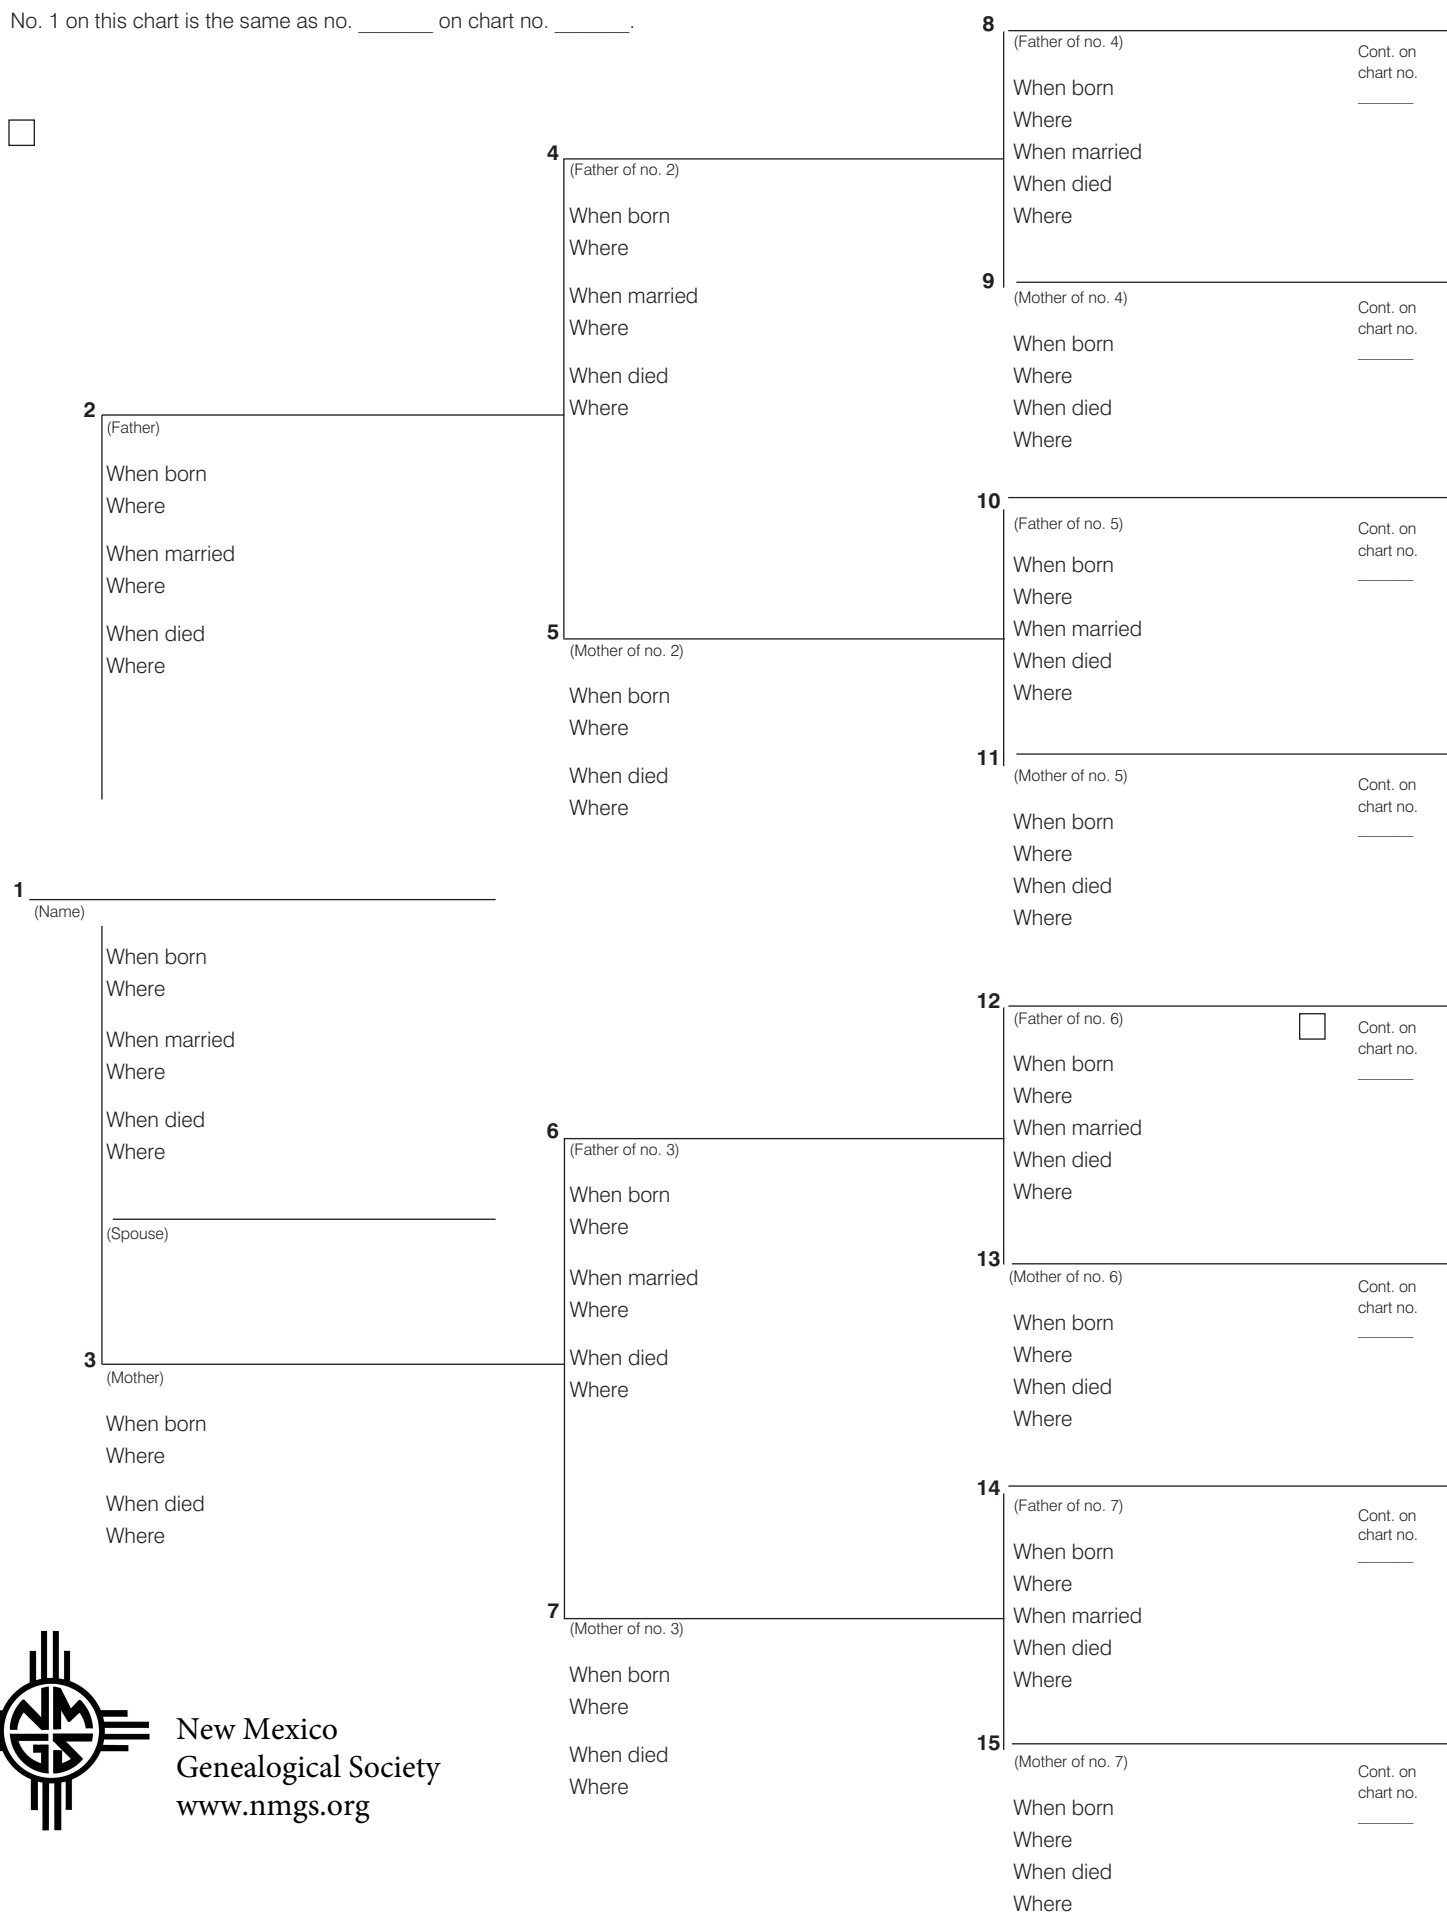 No. 1 on this chart is the same as no. _______ on chart no. _______.
8
(Father of no. 4)
Cont. on
chart no.
______
When born
Where
When married
When died
Where
4
(Father of no. 2)
When born
Where
When married
Where
When died
Where
9
(Mother of no. 4)
Cont. on
chart no.
______
When born
Where
When died
Where
2
(Father)
When born
Where
When married
Where
When died
Where
10
(Father of no. 5)
Cont. on
chart no.
______
When born
Where
When married
When died
Where
5
(Mother of no. 2)
When born
Where
When died
Where
11
(Mother of no. 5)
Cont. on
chart no.
______
When born
Where
When died
Where
1
(Name)
When born
Where
When married
Where
When died
Where
(Spouse)
12
(Father of no. 6)
Cont. on
chart no.
______
When born
Where
When married
When died
Where
6
(Father of no. 3)
When born
Where
When married
Where
When died
Where
13
(Mother of no. 6)
Cont. on
chart no.
______
When born
Where
When died
Where
3
(Mother)
When born
Where
When died
Where
14
(Father of no. 7)
Cont. on
chart no.
______
When born
Where
When married
When died
Where
7
(Mother of no. 3)
When born
Where
When died
Where
15
(Mother of no. 7)
Cont. on
chart no.
______
When born
Where
When died
Where
NM
GS
New Mexico
Genealogical Society
www.nmgs.org